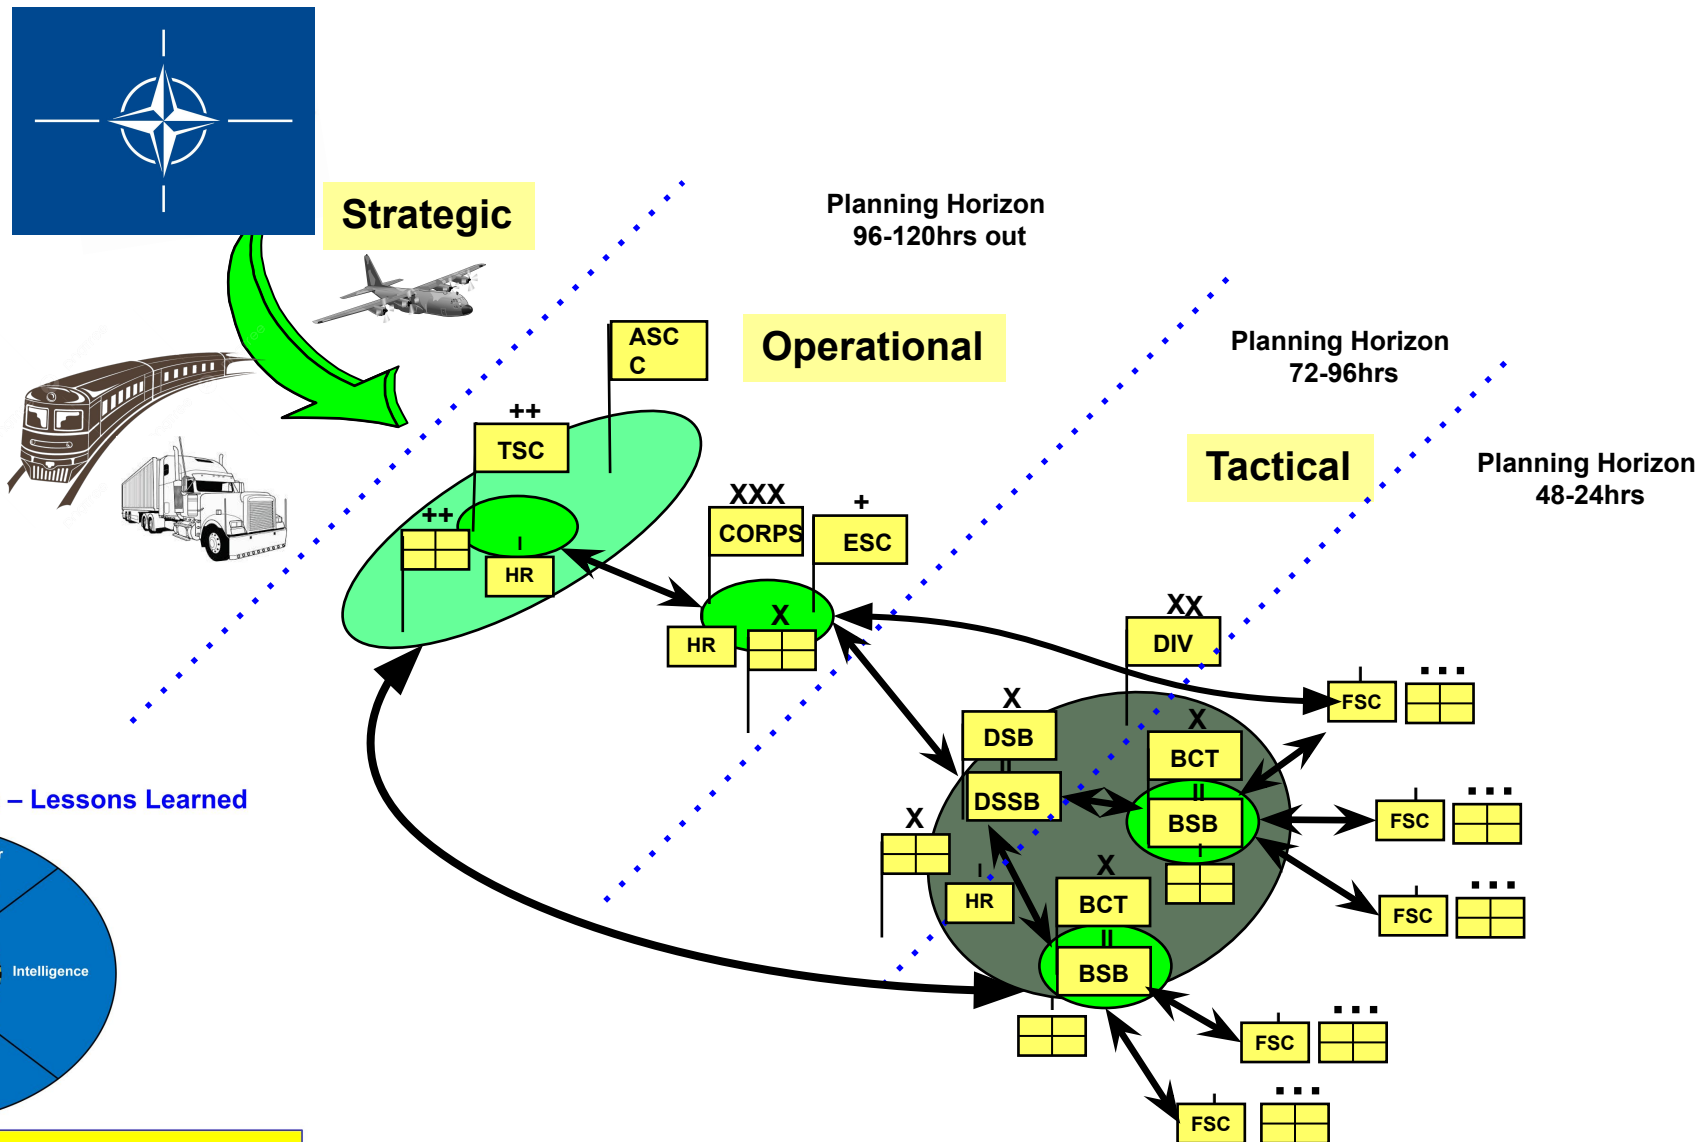 Strategic
Planning Horizon
96-120hrs out
ASC
C
Operational
Planning Horizon
72-96hrs
++
TSC
Tactical
Planning Horizon
48-24hrs
XXX
CORPS
+
ESC
++
I
HR
X
HR
XX
DIV
I
FSC
X
DSB
II
DSSB
X
BCT
II
BSB
I
I
FSC
– Lessons Learned
X
I
HR
X
BCT
II
BSB
I
I
FSC
r
Intelligence
I
FSC
I
FSC